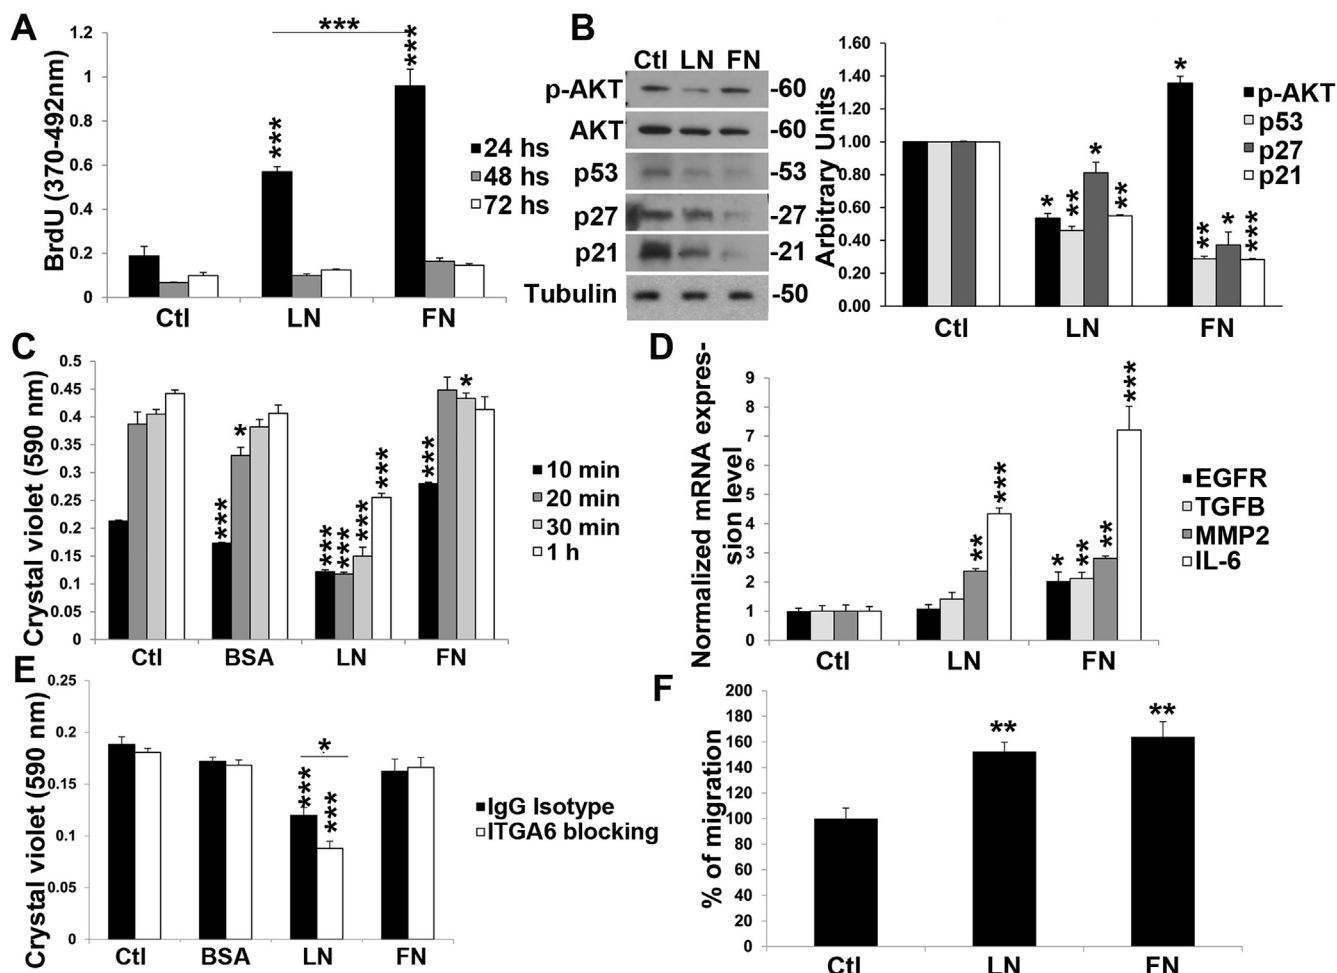 A
BrdU (370-492nm)
1.2
1
0.8
0.6
0.4
0.2
0
***
***
***
24 hs
48 hs
72 hs
Ctl LN FN
B
Ctl LN FN
p-AKT -60
AKT -60
p53 -53
p27 -27
p21 -21
Tubulin -50
Arbitrary Units
1.60
1.40
1.20
1.00
0.80
0.60
0.40
0.20
0.00
* ** * **
* ** * ***
p-AKT
p53
p27
p21
Ctl LN FN
C
Crystal violet (590 nm)
0.5
0.45
0.4
0.35
0.3
0.25
0.2
0.15
0.1
0.05
0
*** *
*** *** *** ***
*** *
10 min
20 min
30 min
1 h
Ctl BSA LN FN
D
Normalized mRNA expres-
sion level
9
8
7
6
5
4
3
2
1
0
** ***
* ** ** ***
EGFR
TGFB
MMP2
IL-6
Ctl LN FN
E
Crystal violet (590 nm)
0.25
0.2
0.15
0.1
0.05
0
*
*** ***
IgG Isotype
ITGA6 blocking
Ctl BSA LN FN
F
% of migration
200
180
160
140
120
100
80
60
40
20
0
** **
Ctl LN FN